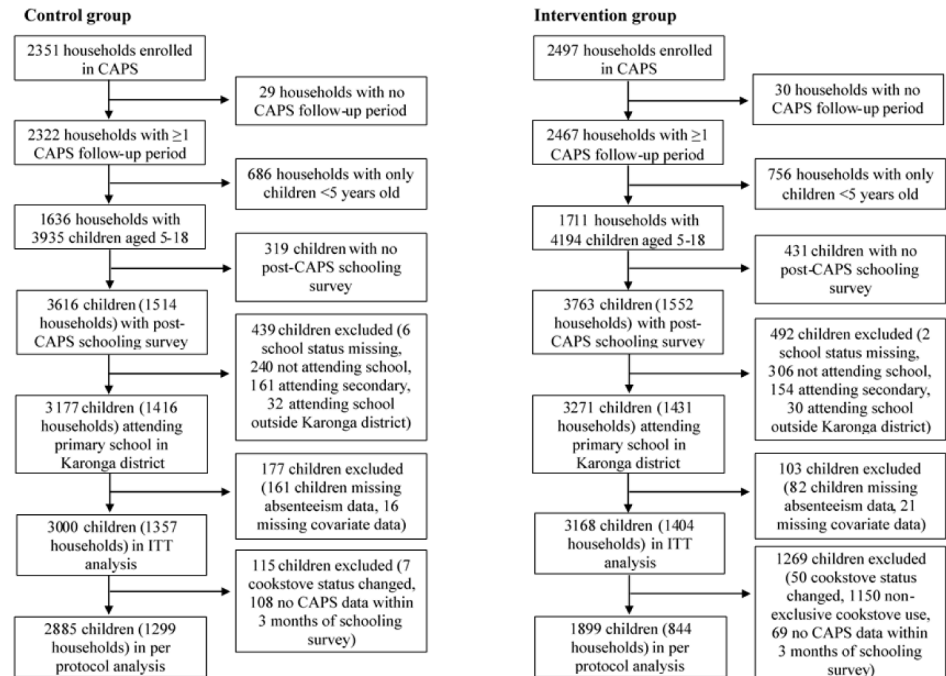 Control group
2351 households enrolled
in CAPS
29 households with no
CAPS follow-up period
2322 households with ≥1
CAPS follow-up period
686 households with only
children <5 years old
1636 households with
3935 children aged 5-18
319 children with no
post-CAPS schooling
survey
3616 children (1514
households) with post-
CAPS schooling survey
439 children excluded (6
school status missing,
240 not attending school,
161 attending secondary,
32 attending school
outside Karonga district)
3177 children (1416
households) attending
primary school in
Karonga district
177 children excluded
(161 children missing
absenteeism data, 16
missing covariate data)
3000 children (1357
households) in ITT
analysis
115 children excluded (7
cookstove status changed,
108 no CAPS data within
3 months of schooling
survey)
2885 children (1299
households) in per
protocol analysis
Intervention group
2497 households enrolled
in CAPS
30 households with no
CAPS follow-up period
2467 households with ≥1
CAPS follow-up period
756 households with only
children <5 years old
1711 households with
4194 children aged 5-18
431 children with no
post-CAPS schooling
survey
3763 children (1552
households) with post-
CAPS schooling survey
492 children excluded (2
school status missing,
306 not attending school,
154 attending secondary,
30 attending school
outside Karonga district)
3271 children (1431
households) attending
primary school in
Karonga district
103 children excluded
(82 children missing
absenteeism data, 21
missing covariate data)
3168 children (1404
households) in ITT
analysis
1269 children excluded
(50 cookstove status
changed, 1150 non-
exclusive cookstove use,
69 no CAPS data within
3 months of schooling
survey)
1899 children (844
households) in per
protocol analysis